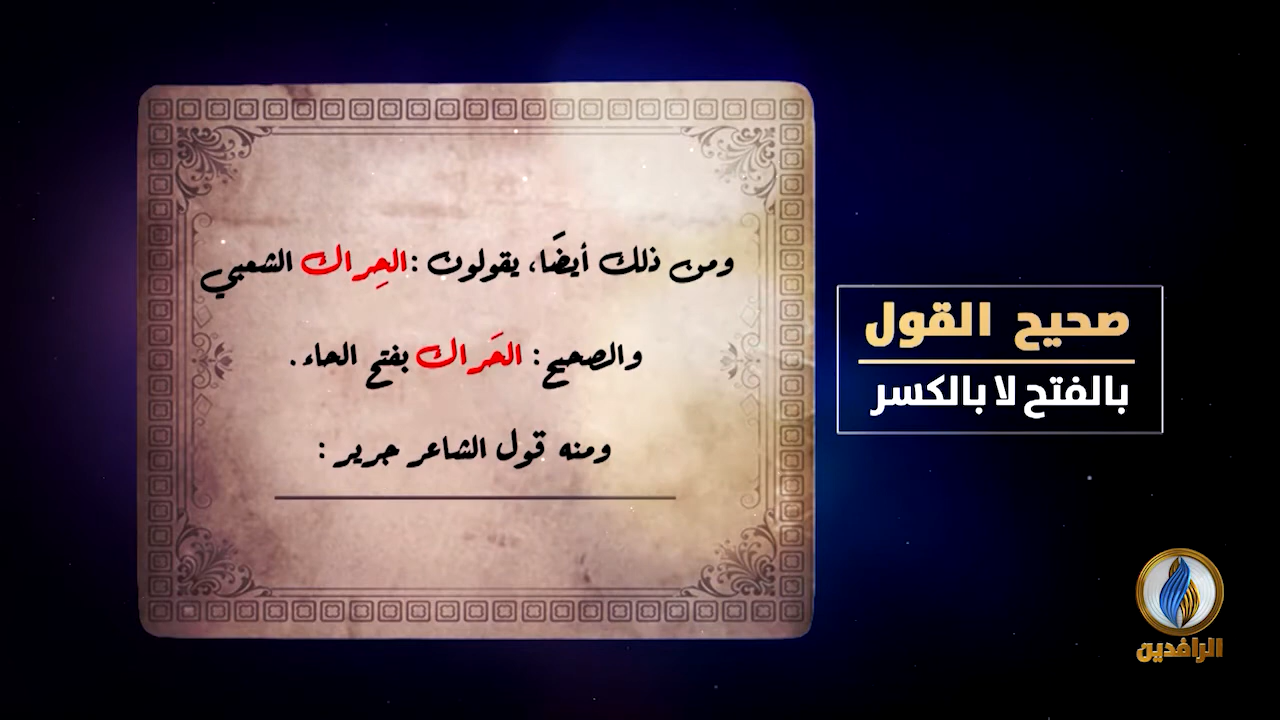 ومن ذلك أيضًا، يقولون :الحِراك الشعبي
والصحيح: الحَراك بفتح الحاء.
ومنه قول الشاعر جرير :
صحيح القول
بالفتح لا بالكسر
الرافدين